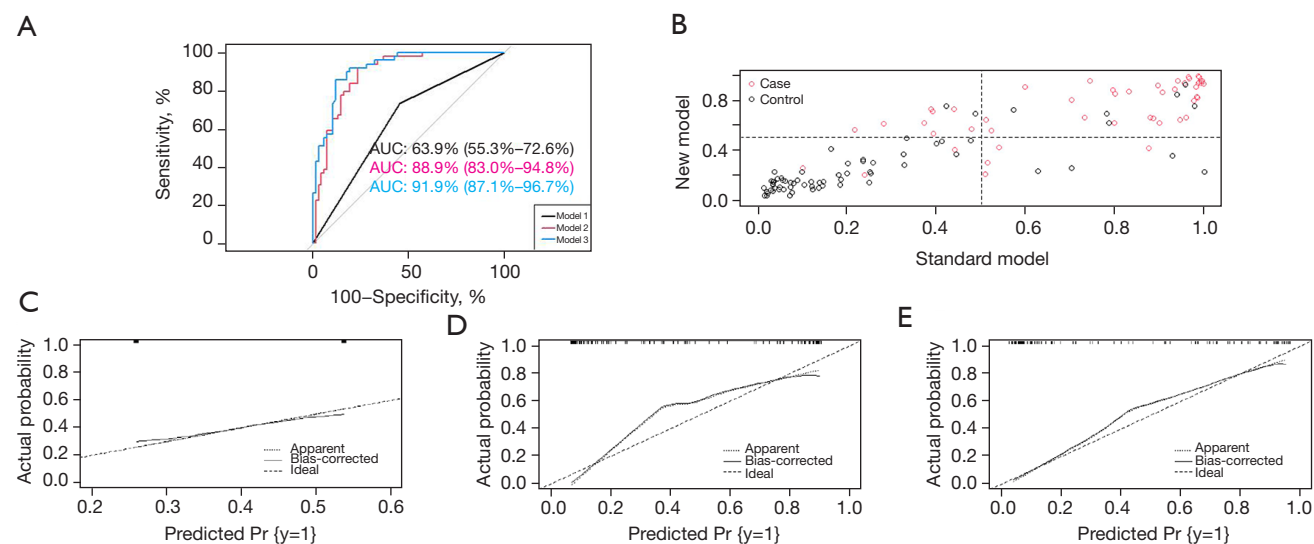 A
Sensitivity, %
100
80
60
40
20
0
AUC: 63.9% (55.3%–72.6%)
AUC: 88.9% (83.0%–94.8%)
AUC: 91.9% (87.1%–96.7%)
Model 1
Model 2
Model 3
0 50 100
100–Specificity, %
B
New model
0.8
0.4
0.0
Case
Control
0.0 0.2 0.4 0.6 0.8 1.0
Standard model
C
Actual probability
1.0
0.8
0.6
0.4
0.2
0.0
Apparent
Bias-corrected
Ideal
0.2 0.3 0.4 0.5 0.6
Predicted Pr {y=1}
D
Actual probability
1.0
0.8
0.6
0.4
0.2
0.0
Apparent
Bias-corrected
Ideal
0.0 0.2 0.4 0.6 0.8 1.0
Predicted Pr {y=1}
E
Actual probability
1.0
0.8
0.6
0.4
0.2
0.0
Apparent
Bias-corrected
Ideal
0.0 0.2 0.4 0.6 0.8 1.0
Predicted Pr {y=1}